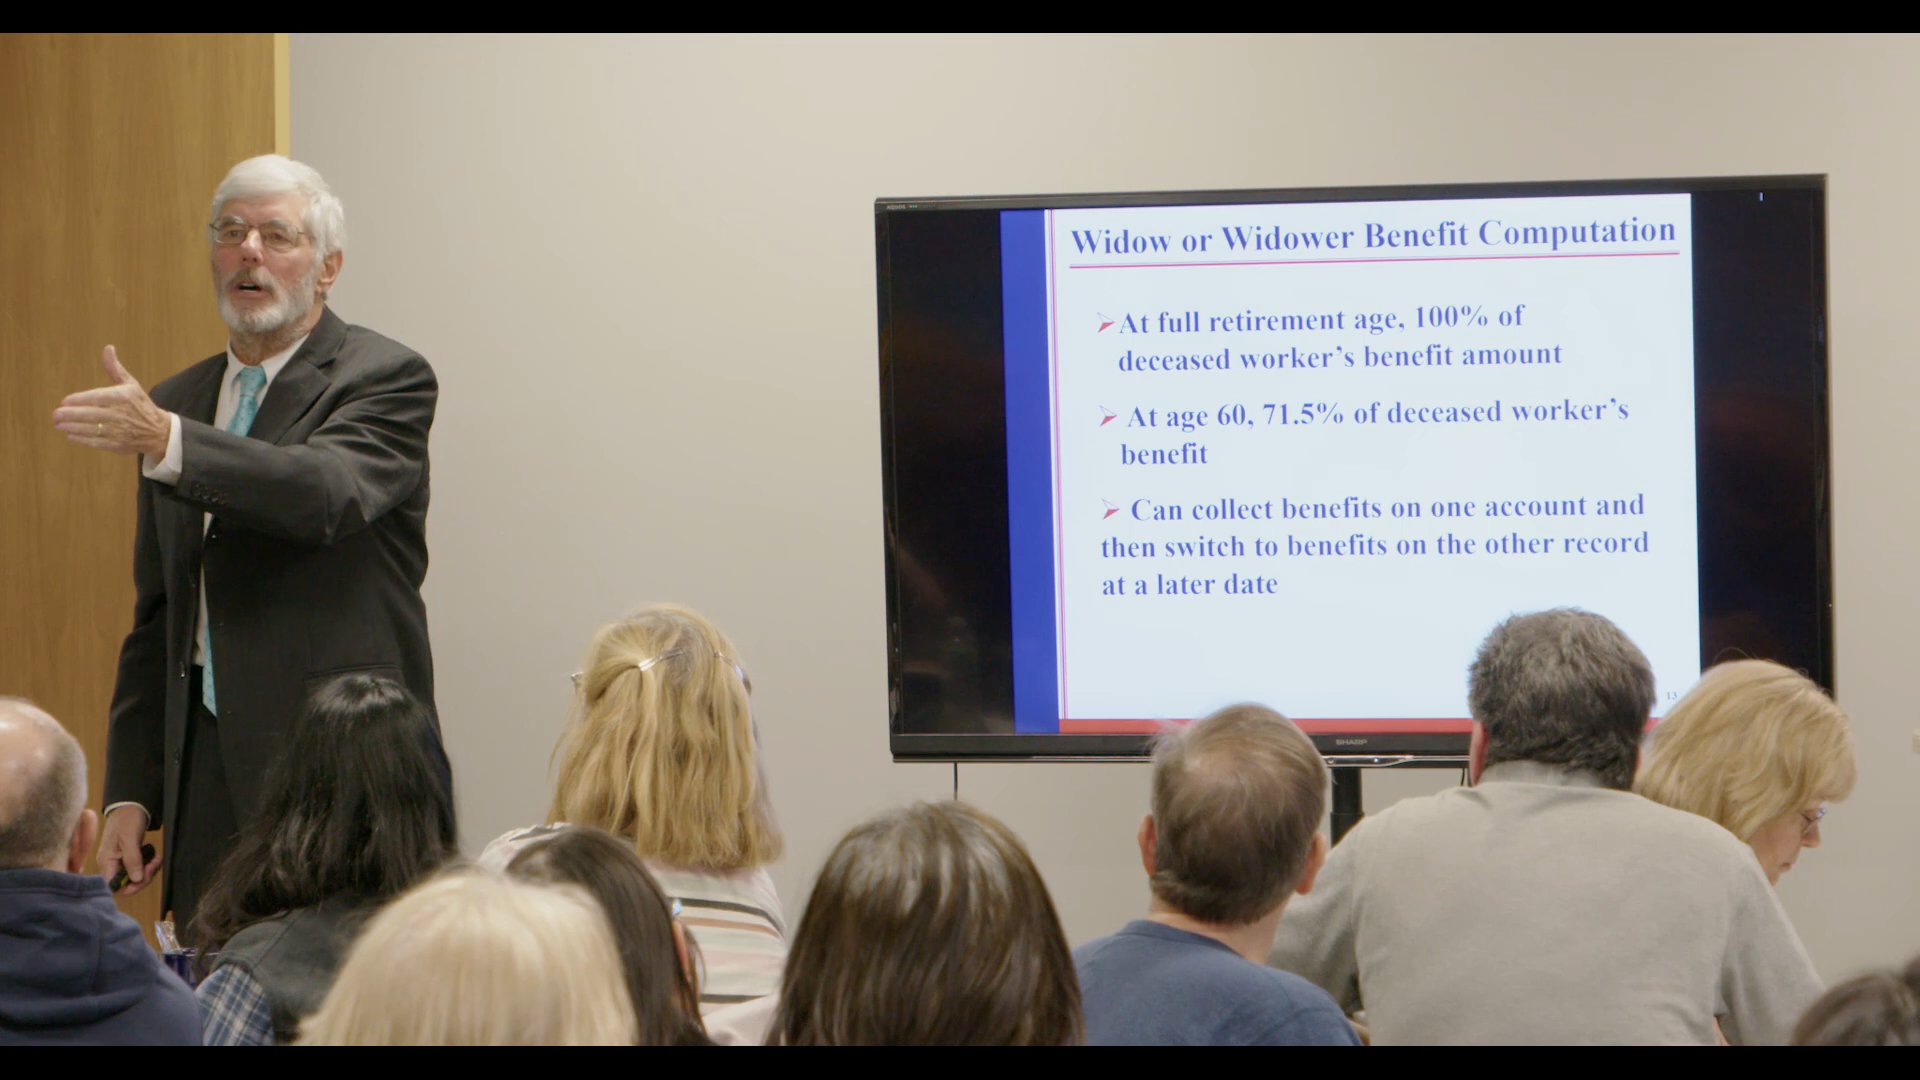 AQUOS
Widow or Widower Benefit Computation
At full retirement age, 100% of
deceased worker's benefit amount
At age 60, 71.5% of deceased worker's
benefit
Can collect benefits on one account and
then switch to benefits on the other record
at a later date
13
SHARP